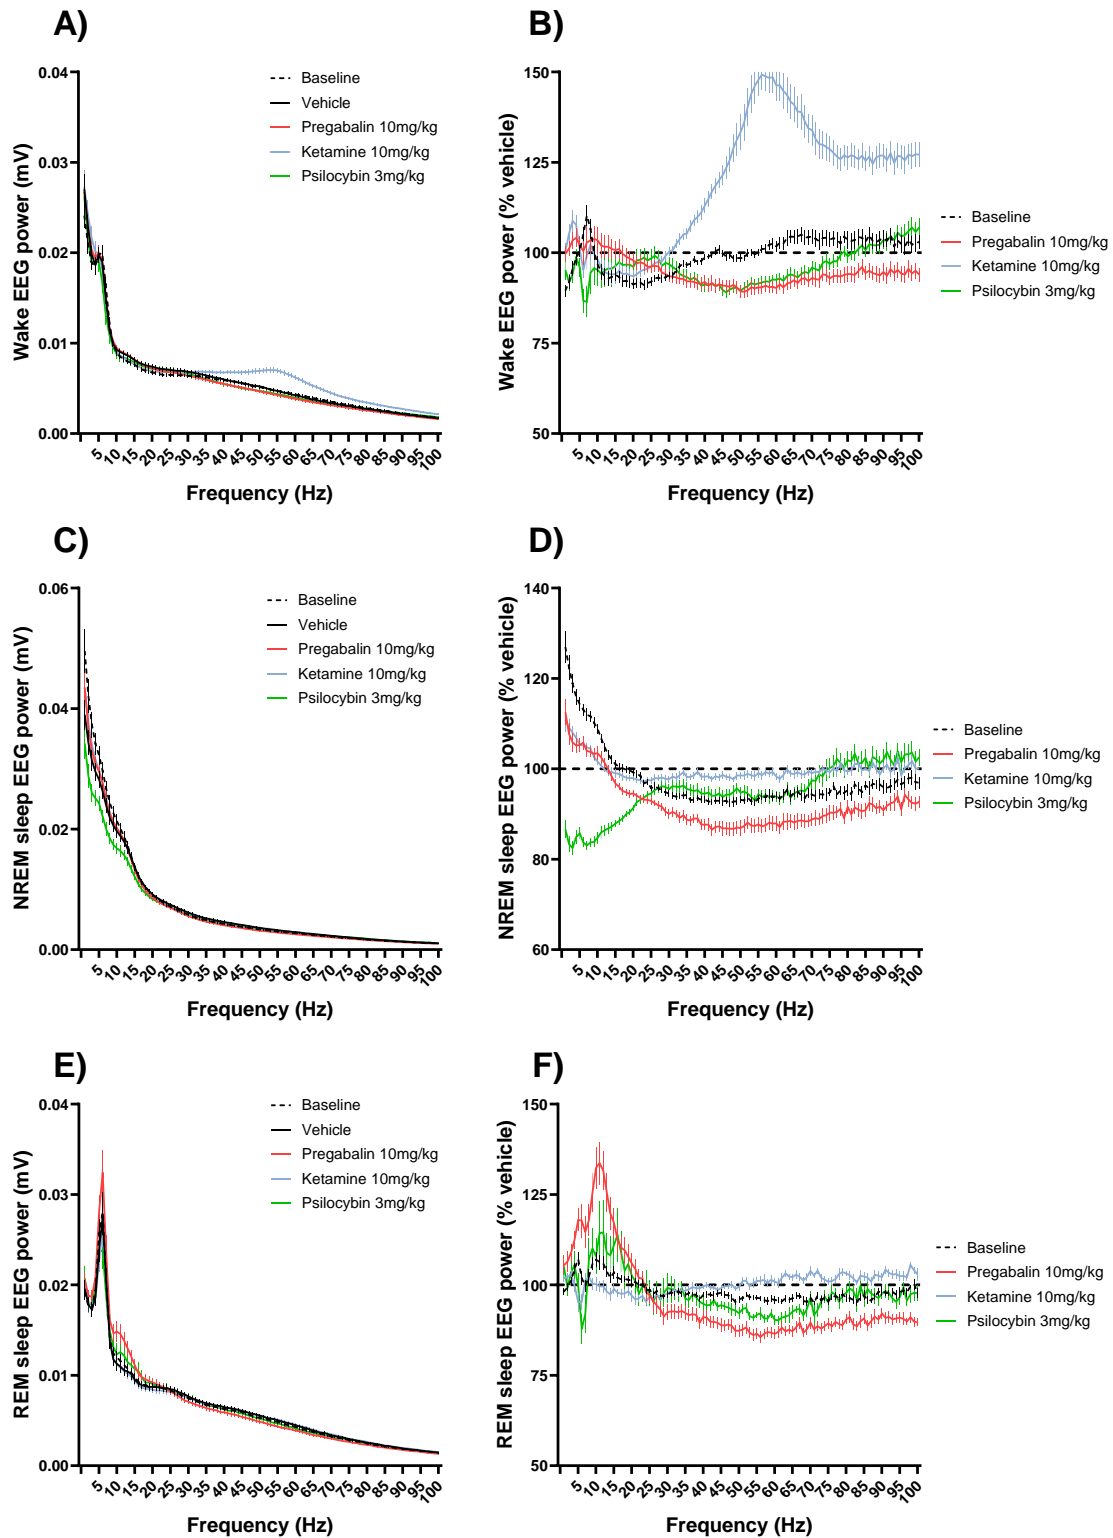 A)
Wake EEG power (mV)
0.04
0.03
0.02
0.01
0.00
Baseline
Vehicle
Pregabalin 10mg/kg
Ketamine 10mg/kg
Psilocybin 3mg/kg
5 10 15 20 25 30 35 40 45 50 55 60 65 70 75 80 85 90 95 100
Frequency (Hz)
B)
Wake EEG power (% vehicle)
150
125
100
75
50
Baseline
Pregabalin 10mg/kg
Ketamine 10mg/kg
Psilocybin 3mg/kg
5 10 15 20 25 30 35 40 45 50 55 60 65 70 75 80 85 90 95 100
Frequency (Hz)
C)
NREM sleep EEG power (mV)
0.06
0.04
0.02
0.00
Baseline
Vehicle
Pregabalin 10mg/kg
Ketamine 10mg/kg
Psilocybin 3mg/kg
5 10 15 20 25 30 35 40 45 50 55 60 65 70 75 80 85 90 95 100
Frequency (Hz)
D)
NREM sleep EEG power (% vehicle)
140
120
100
80
60
Baseline
Pregabalin 10mg/kg
Ketamine 10mg/kg
Psilocybin 3mg/kg
5 10 15 20 25 30 35 40 45 50 55 60 65 70 75 80 85 90 95 100
Frequency (Hz)
E)
REM sleep EEG power (mV)
0.04
0.03
0.02
0.01
0.00
Baseline
Vehicle
Pregabalin 10mg/kg
Ketamine 10mg/kg
Psilocybin 3mg/kg
5 10 15 20 25 30 35 40 45 50 55 60 65 70 75 80 85 90 95 100
Frequency (Hz)
F)
REM sleep EEG power (% vehicle)
150
125
100
75
50
Baseline
Pregabalin 10mg/kg
Ketamine 10mg/kg
Psilocybin 3mg/kg
5 10 15 20 25 30 35 40 45 50 55 60 65 70 75 80 85 90 95 100
Frequency (Hz)